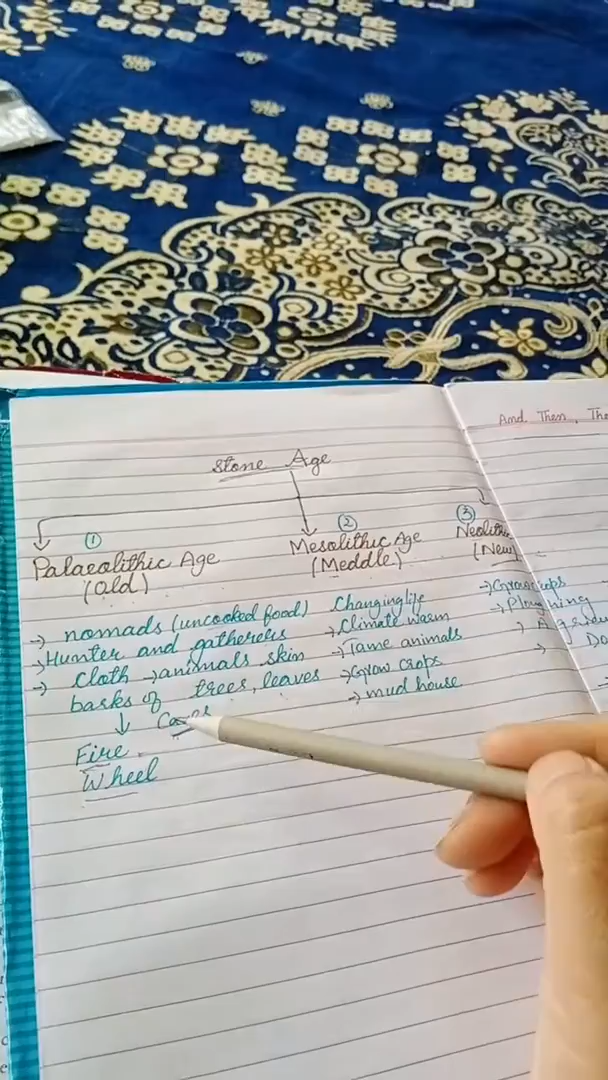 And Then, The
Stone Age
① ② ③
Palaeolithic Age Mesolithic Age
(Old) (Meddle) (New)
→ nomads (uncooked food)
→ Hunter and gatherers
→ Cloth → animals skin
basks of trees, leaves
↓
Fire
Wheel
Changing life
→ Climate warm
→ Tame animals
→ Grow crops
→ mud house
→ Grow crops
→ Ploughing